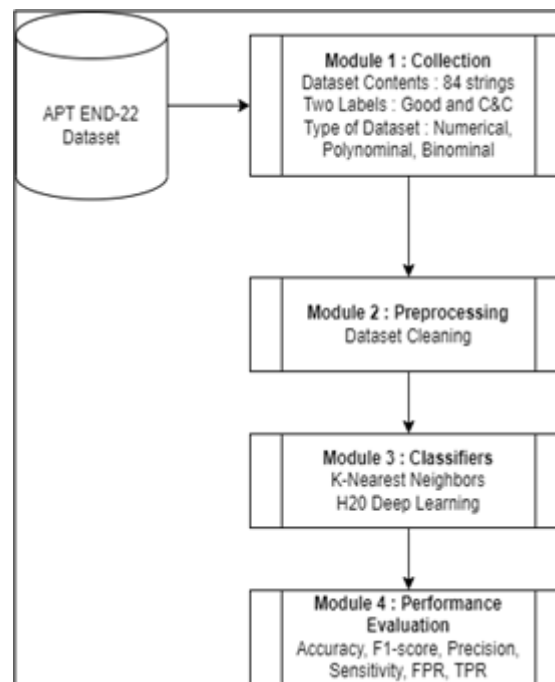 APT END-22
Dataset
Module 1 : Collection
Dataset Contents : 84 strings
Two Labels : Good and C&C
Type of Dataset : Numerical,
Polynominal, Binominal
Module 2 : Preprocessing
Dataset Cleaning
Module 3 : Classifiers
K-Nearest Neighbors
H20 Deep Learning
Module 4 : Performance
Evaluation
Accuracy, F1-score, Precision,
Sensitivity, FPR, TPR